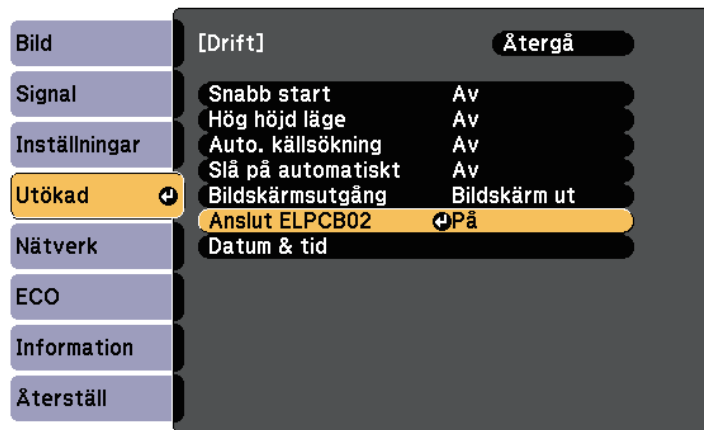 Bild
Signal
Inställningar
Utökad
Nätverk
ECO
Information
Återställ
[Drift] Återgå
Snabb start Av
Hög höjd läge Av
Auto. källsökning Av
Slå på automatiskt Av
Bildskärmsutgång Bildskärm ut
Anslut ELPCB02 På
Datum & tid